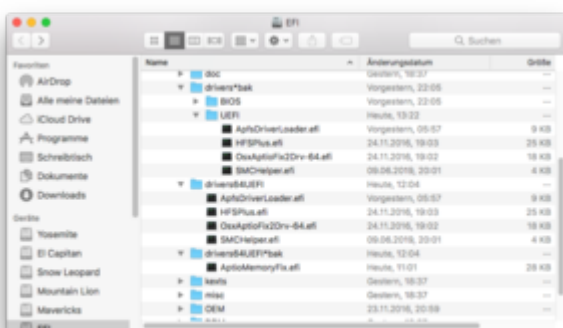 EFI
Suchen
Favoriten
AirDrop
Alle meine Dateien
iCloud Drive
Programme
Schreibtisch
Dokumente
Downloads
Geräte
Yosemite
El Capitan
Snow Leopard
Mountain Lion
Mavericks
EFI
Name Änderungsdatum Größe
doc Gestern, 18:37 --
drivers*bak Vorgestern, 22:05 --
BIOS Vorgestern, 22:05 --
UEFI Heute, 13:22 --
ApfsDriverLoader.efi Vorgestern, 05:57 9 KB
HFSPlus.efi 24.11.2016, 19:03 25 KB
OsxAptioFix2Drv-64.efi 24.11.2016, 19:02 18 KB
SMCHelper.efi 09.06.2019, 20:01 4 KB
drivers64UEFI Heute, 12:04 --
ApfsDriverLoader.efi Vorgestern, 05:57 9 KB
HFSPlus.efi 24.11.2016, 19:03 25 KB
OsxAptioFix2Drv-64.efi 24.11.2016, 19:02 18 KB
SMCHelper.efi 09.06.2019, 20:01 4 KB
drivers64UEFI*bak Heute, 12:04 --
AptioMemoryFix.efi Heute, 11:01 28 KB
kexts Gestern, 18:37 --
misc Gestern, 18:37 --
OEM 23.11.2016, 20:59 --